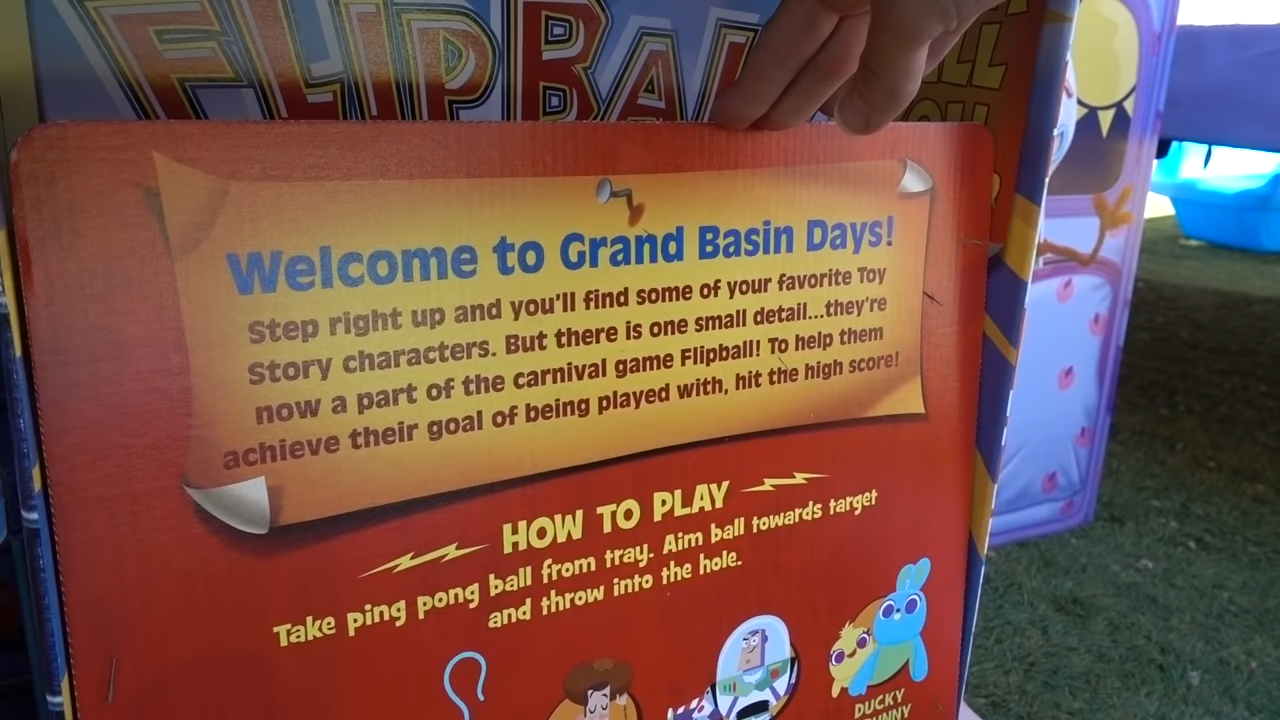 FLIPBALL
Welcome to Grand Basin Days!
Step right up and you'll find some of your favorite Toy
Story characters. But there is one small detail...they're
now a part of the carnival game Flipball! To help them
achieve their goal of being played with, hit the high score!
HOW TO PLAY
Take ping pong ball from tray. Aim ball towards target
and throw into the hole.
DUCKY